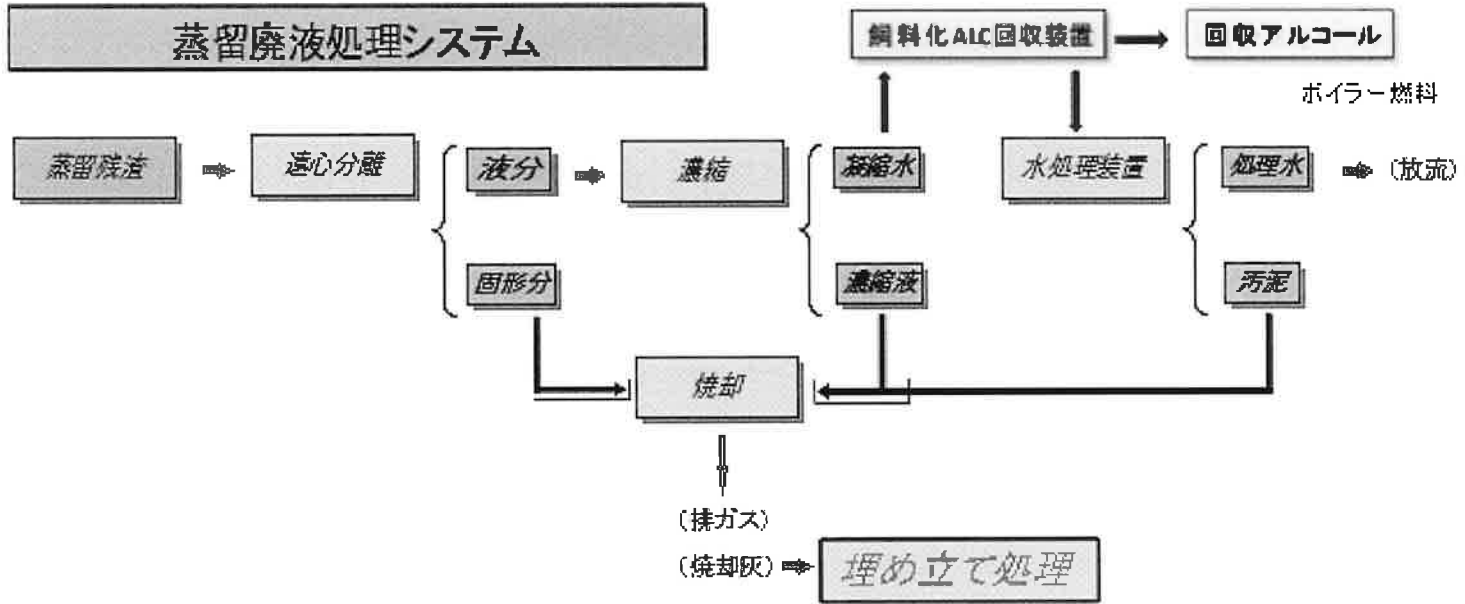 蒸留廃液処理システム
飼料化ALC回収装置
回収アルコール
ボイラー燃料
蒸留残渣
遠心分離
液分
濃縮
凝縮水
水処理装置
処理水
(放流)
固形分
濃縮液
汚泥
焼却
(排ガス)
(焼却灰)
埋め立て処理